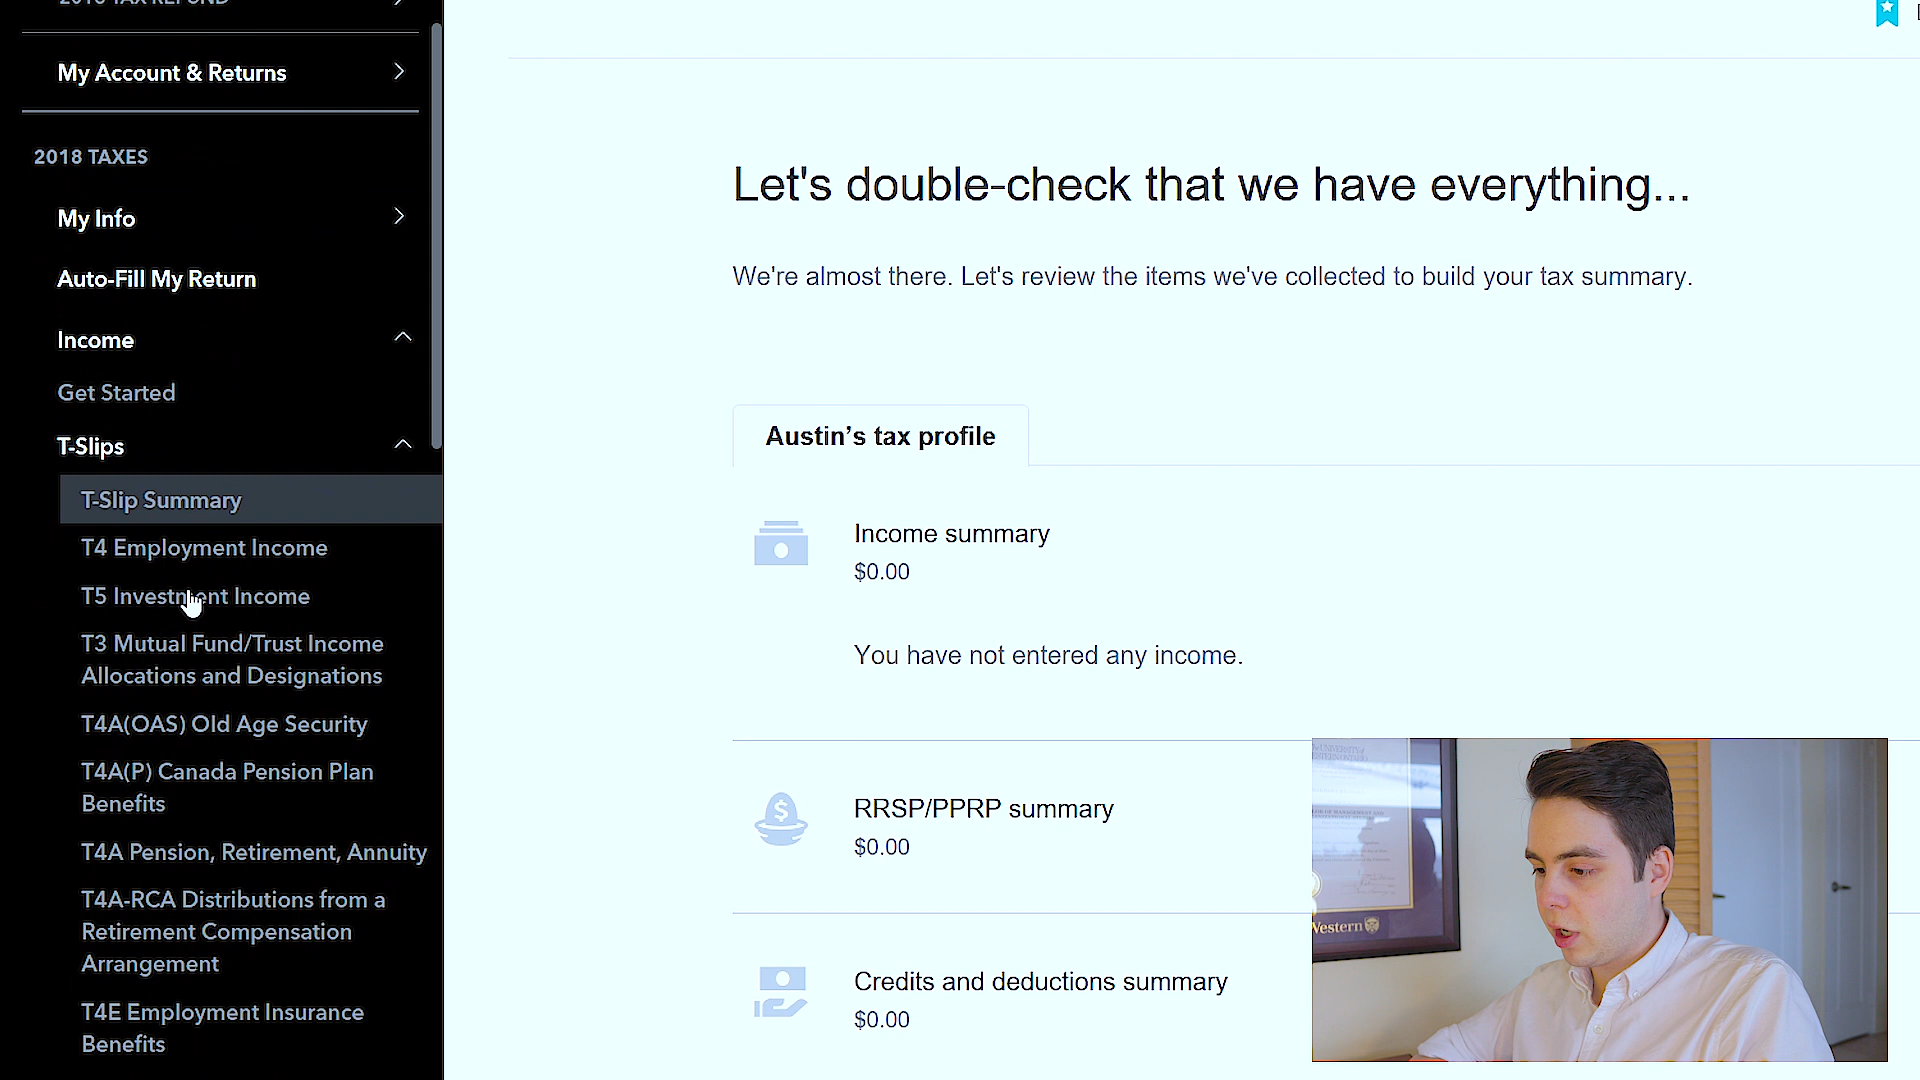 2018 TAX REFUND
My Account & Returns
2018 TAXES
My Info
Auto-Fill My Return
Income
Get Started
T-Slips
T-Slip Summary
T4 Employment Income
T5 Investment Income
T3 Mutual Fund/Trust Income
Allocations and Designations
T4A(OAS) Old Age Security
T4A(P) Canada Pension Plan
Benefits
T4A Pension, Retirement, Annuity
T4A-RCA Distributions from a
Retirement Compensation
Arrangement
T4E Employment Insurance
Benefits
Let's double-check that we have everything...
We're almost there. Let's review the items we've collected to build your tax summary.
Austin’s tax profile
Income summary
$0.00
You have not entered any income.
RRSP/PPRP summary
$0.00
Credits and deductions summary
$0.00
Western